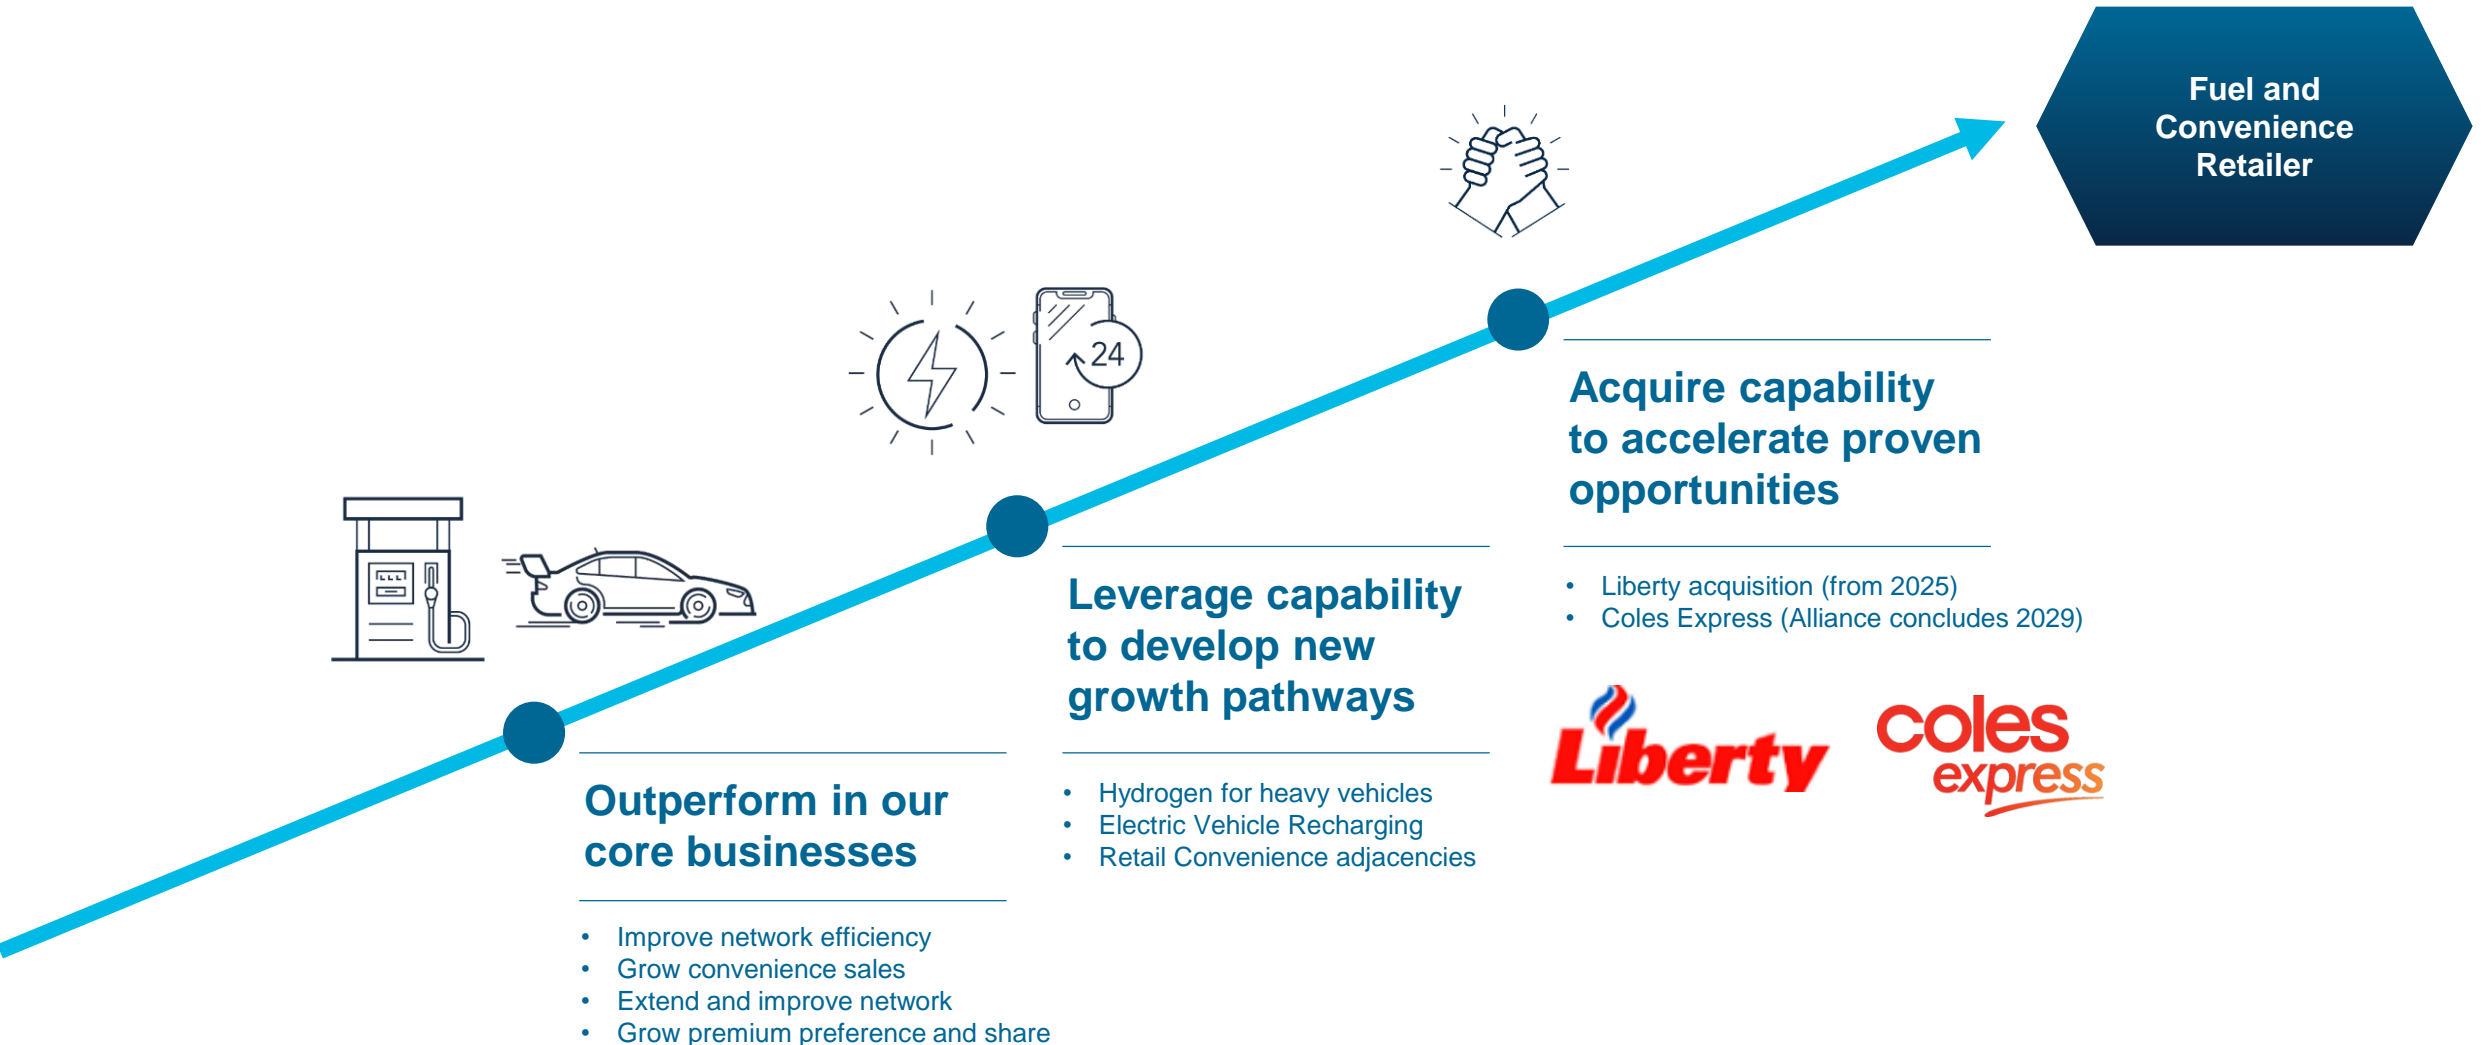 Fuel and
Convenience
Retailer
24
Acquire capability
to accelerate proven
opportunities
• Liberty acquisition (from 2025)
• Coles Express (Alliance concludes 2029)
Liberty
coles
express
Leverage capability
to develop new
growth pathways
• Hydrogen for heavy vehicles
• Electric Vehicle Recharging
• Retail Convenience adjacencies
Outperform in our
core businesses
• Improve network efficiency
• Grow convenience sales
• Extend and improve network
• Grow premium preference and share